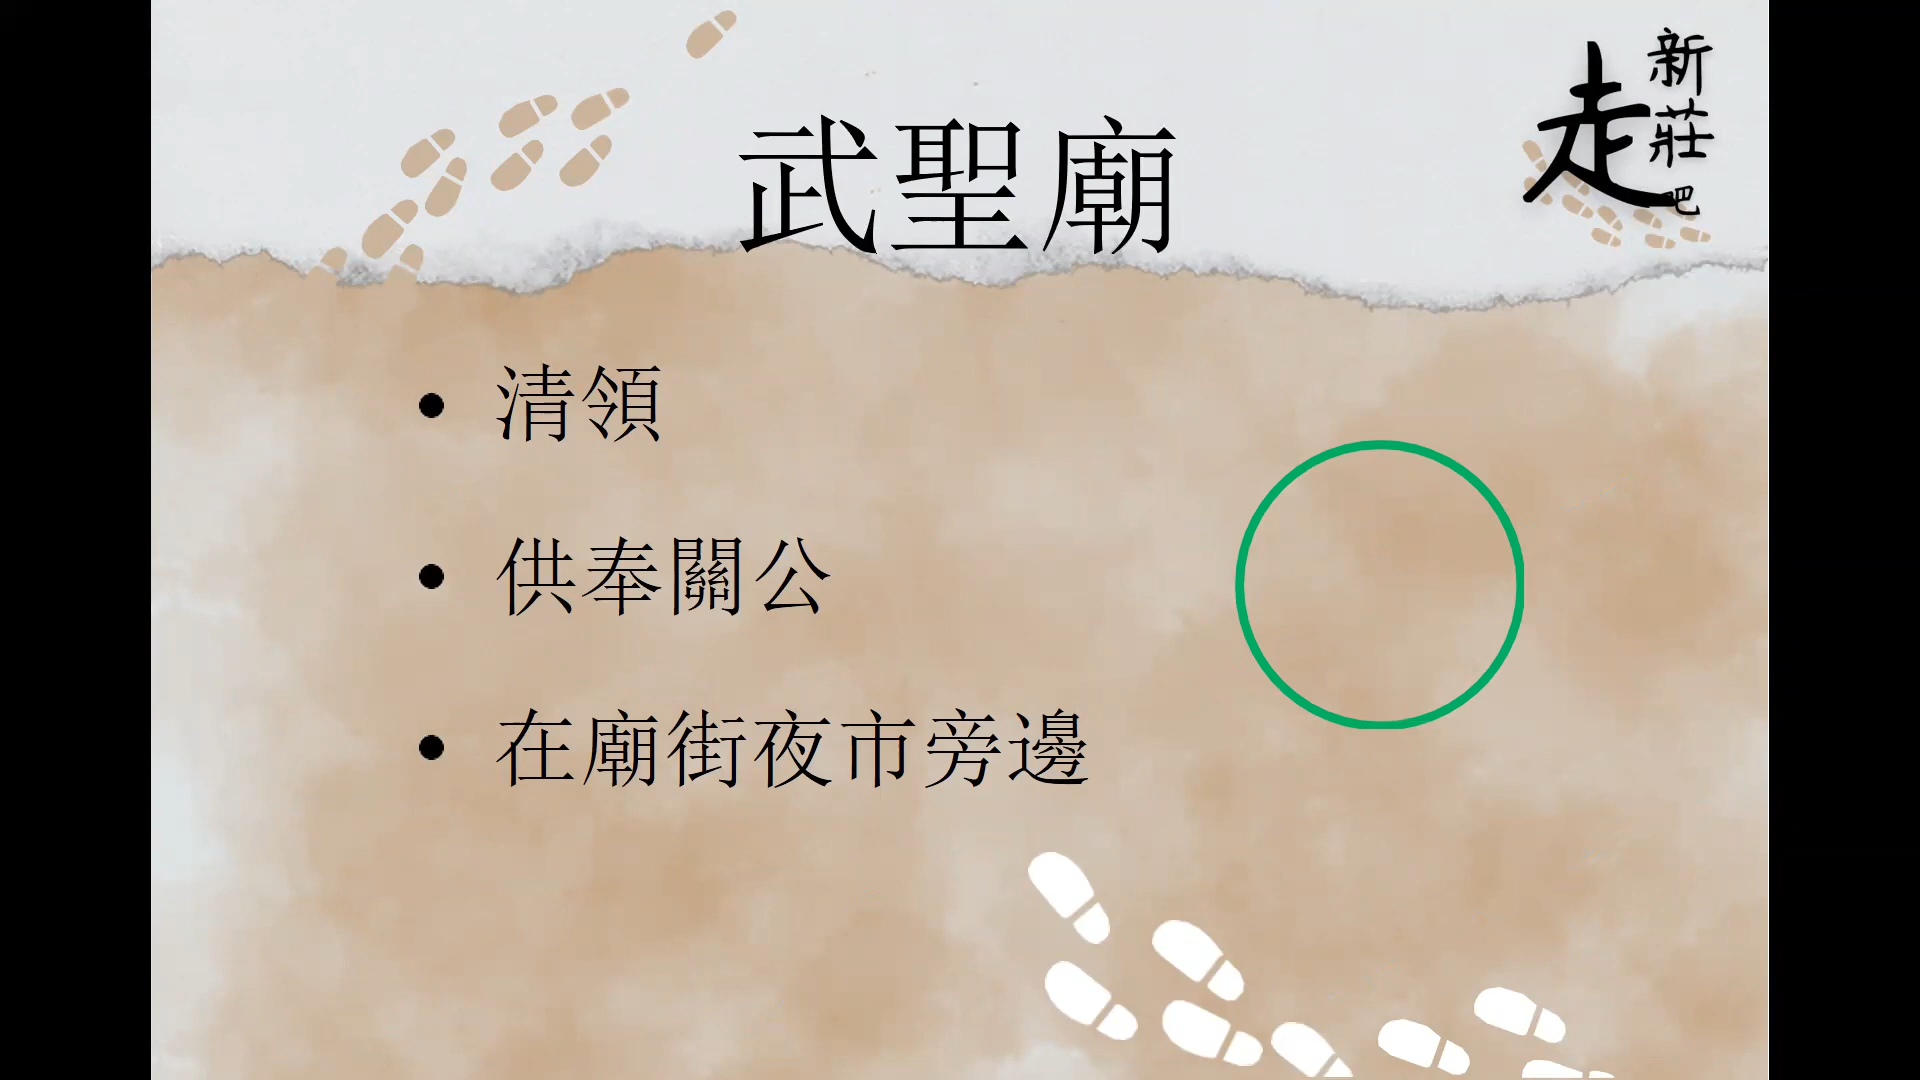 武聖廟
走
新莊吧
清領
供奉關公
在廟街夜市旁邊